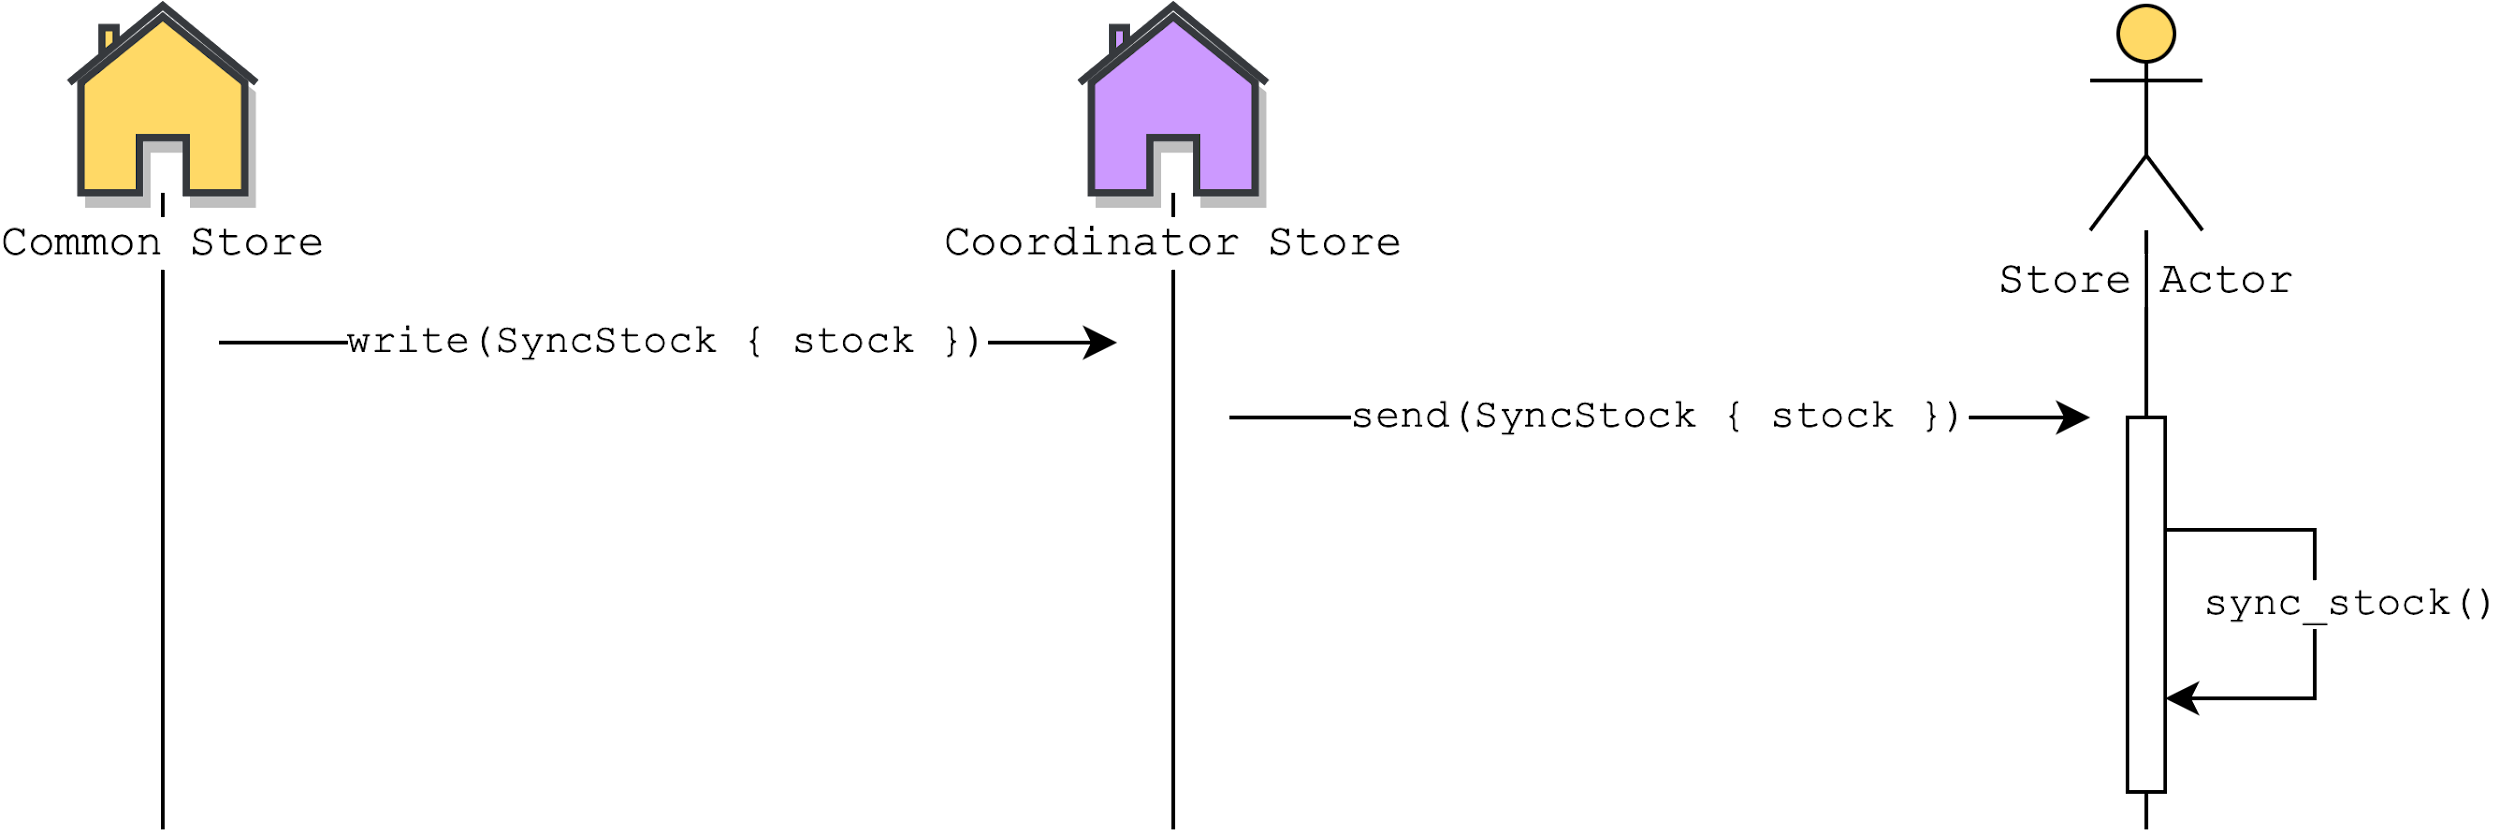 Common Store
Coordinator Store
Store Actor
write(SyncStock { stock })
send(SyncStock { stock })
sync_stock()